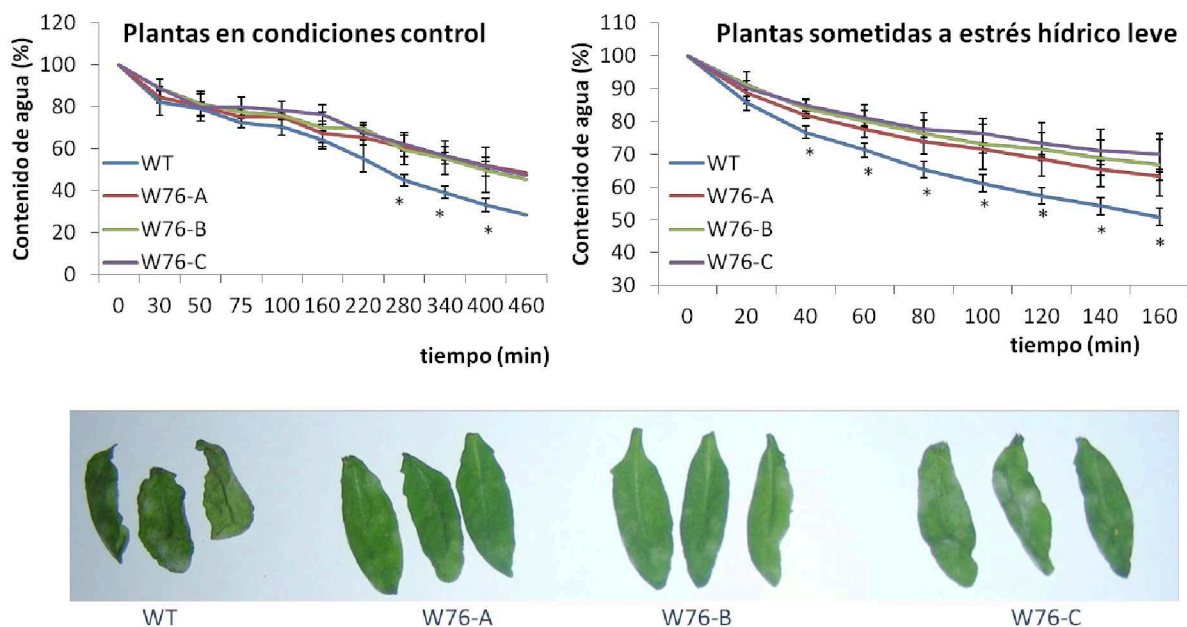 Plantas en condiciones control
Contenido de agua (%)
120
100
80
60
40
20
0
WT
W76-A
W76-B
W76-C
* * *
0 30 50 75 100 160 220 280 340 400 460
tiempo (min)
Plantas sometidas a estrés hídrico leve
Contenido de agua (%)
110
100
90
80
70
60
50
40
30
WT
W76-A
W76-B
W76-C
* * * * * * *
0 20 40 60 80 100 120 140 160
tiempo (min)
WT W76-A W76-B W76-C